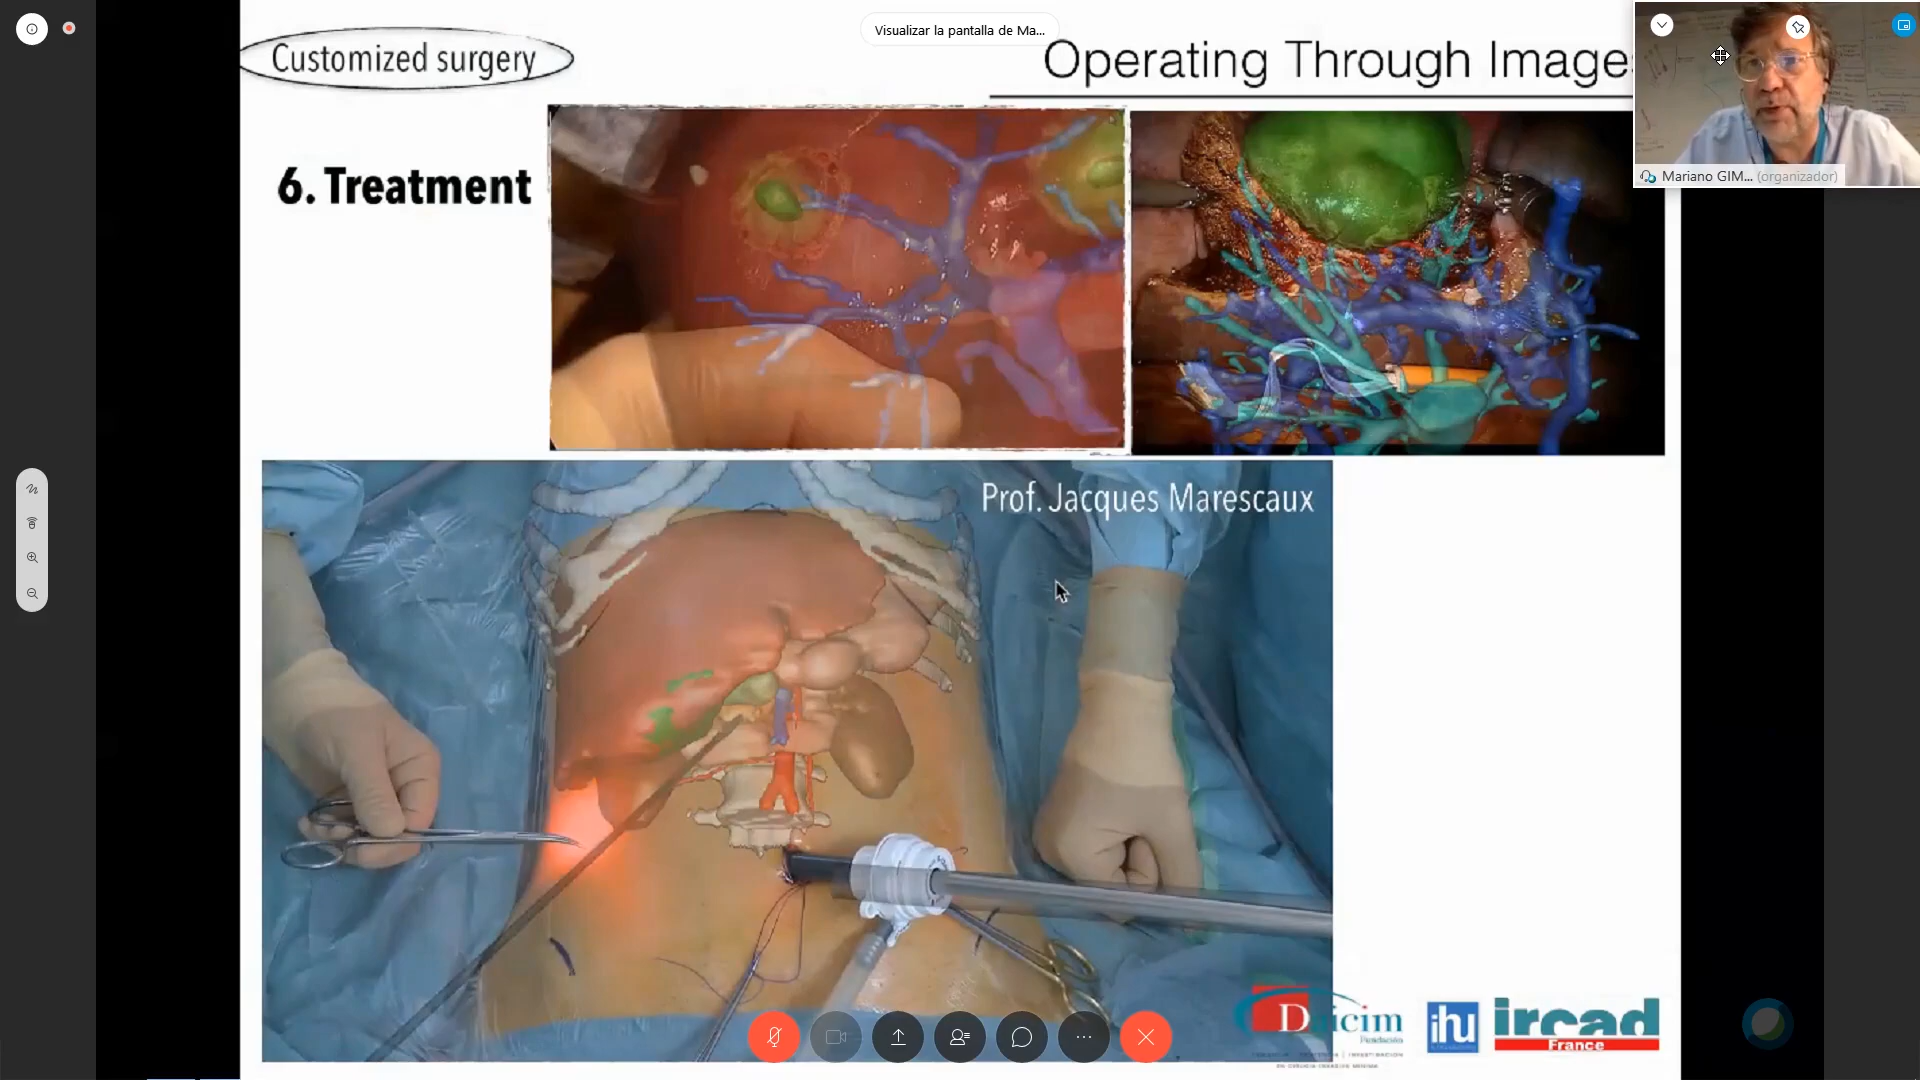 Customized surgery
Visualizar la pantalla de Ma...
Operating Through Image
Mariano GIM... (organizador)
6. Treatment
Prof. Jacques Marescaux
Fundación
ihu
ircad
France